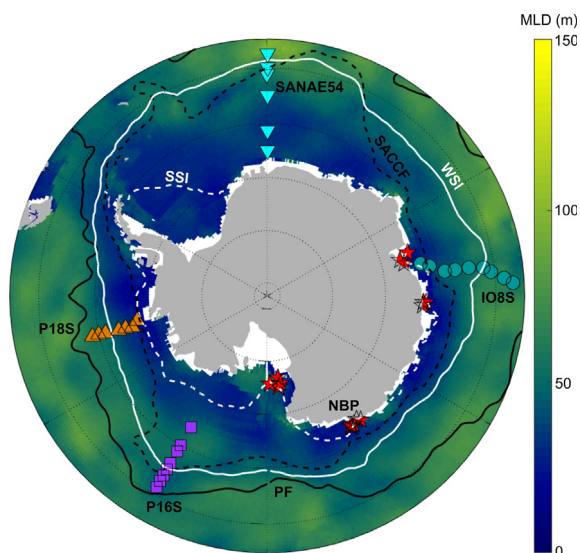 MLD (m)
150
SANAE54
SACCF
WSI
SSI
100
IO8S
P18S
50
NBP
PF
P16S
0